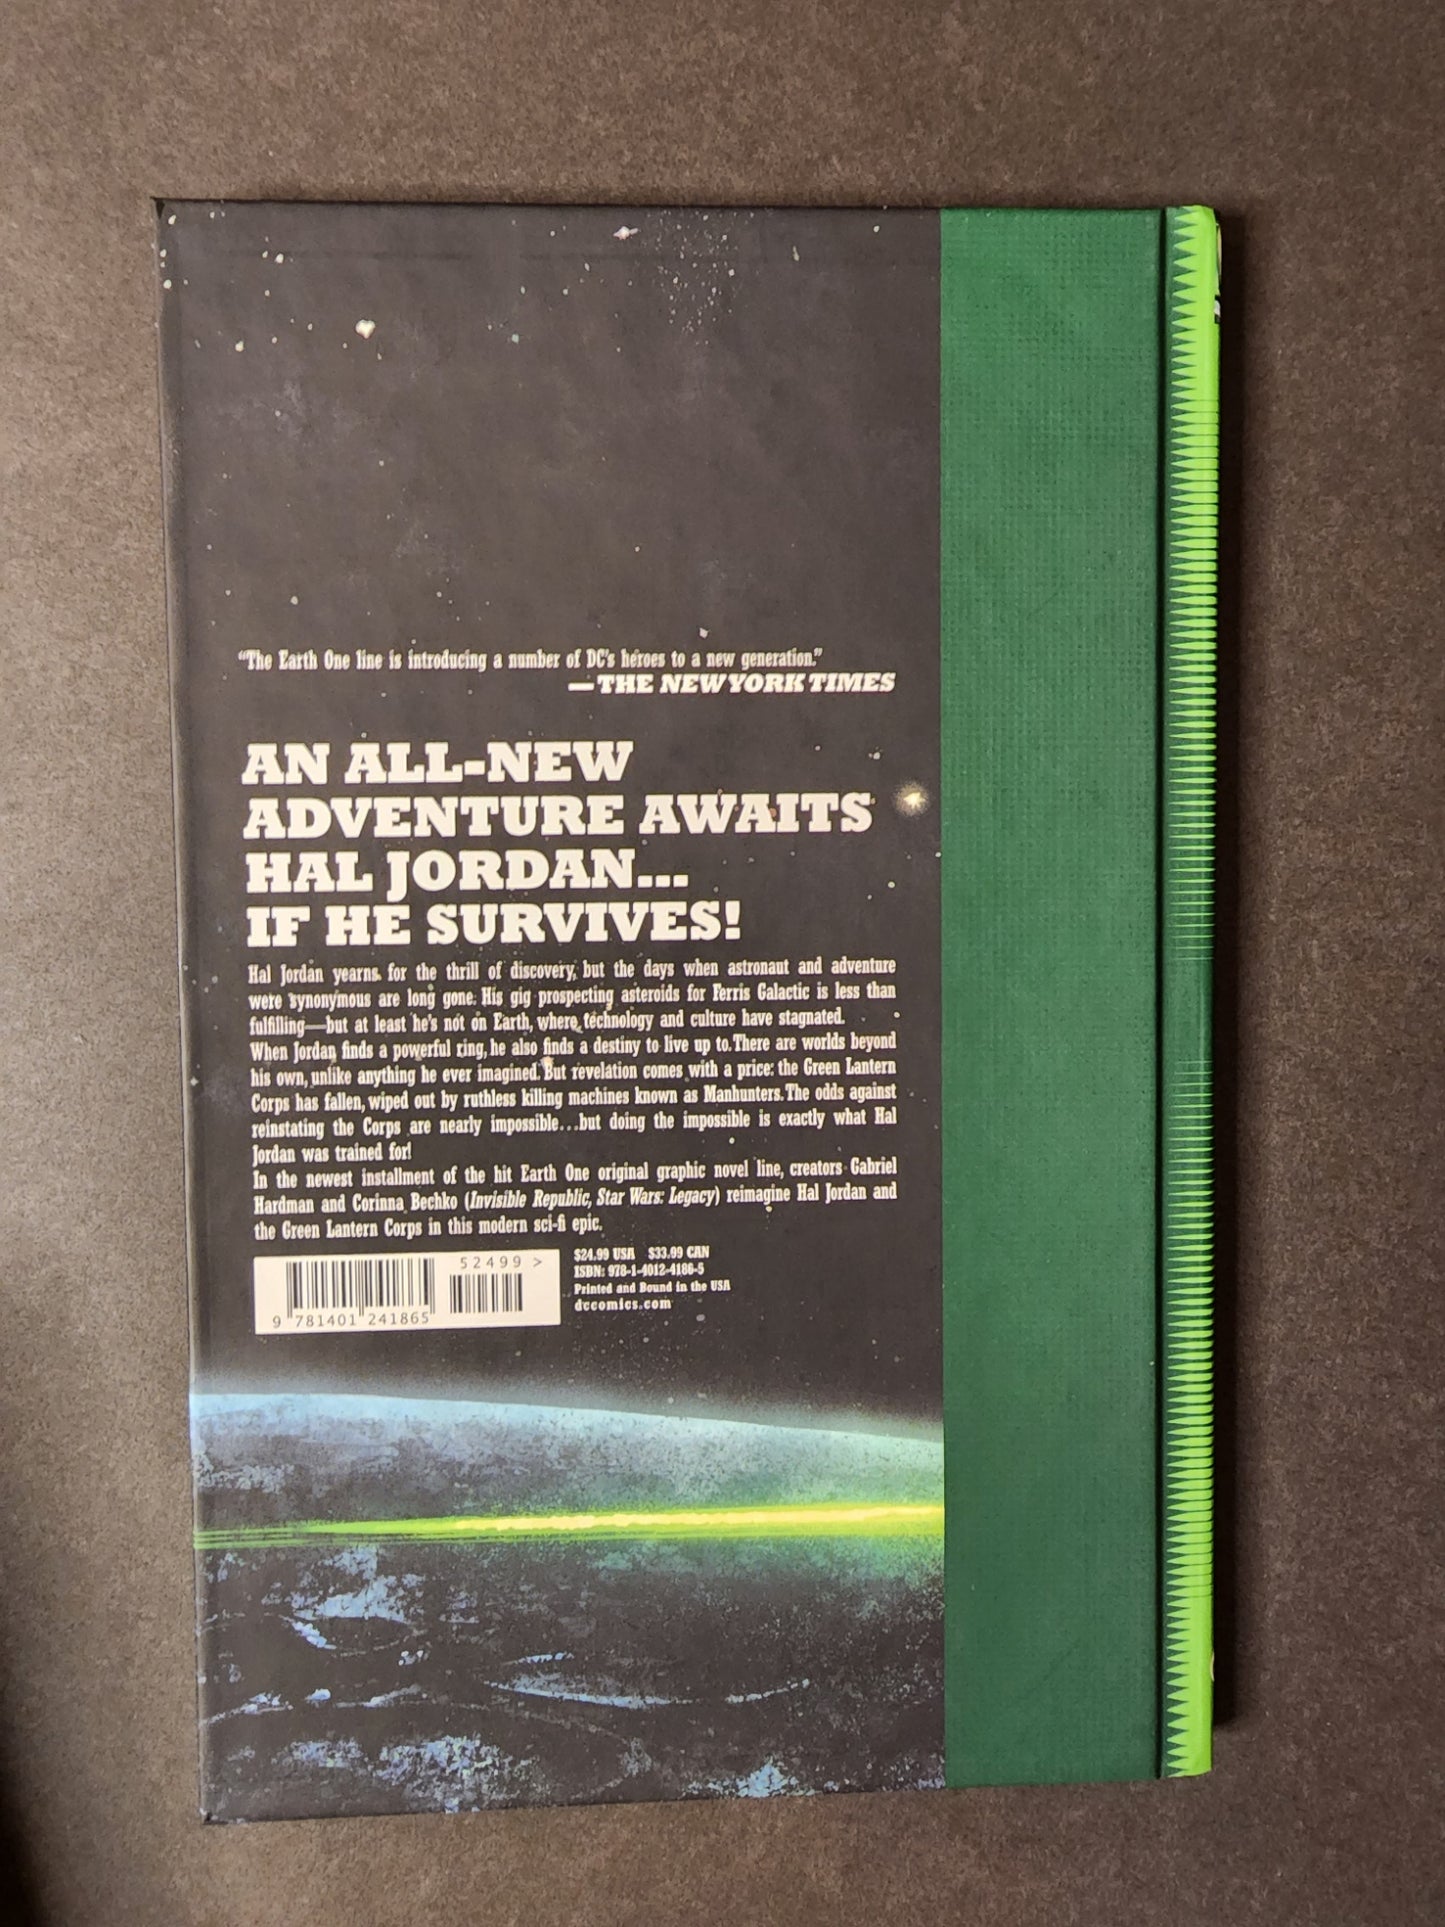 “The Earth One line is introducing a number of DC's heroes to a new generation.”
—THE NEW YORK TIMES
AN ALL-NEW
ADVENTURE AWAITS
HAL JORDAN...
IF HE SURVIVES!
Hal Jordan yearns for the thrill of discovery, but the days when astronaut and adventure
were synonymous are long gone. His gig prospecting asteroids for Ferris Galactic is less than
fulfilling—but at least he's not on Earth, where technology and culture have stagnated.
When Jordan finds a powerful ring, he also finds a destiny to live up to. There are worlds beyond
his own, unlike anything he ever imagined. But revelation comes with a price: the Green Lantern
Corps has fallen, wiped out by ruthless killing machines known as Manhunters. The odds against
reinstating the Corps are nearly impossible...but doing the impossible is exactly what Hal
Jordan was trained for!
In the newest installment of the hit Earth One original graphic novel line, creators Gabriel
Hardman and Corinna Bechko (Invisible Republic, Star Wars: Legacy) reimagine Hal Jordan and
the Green Lantern Corps in this modern sci-fi epic.
52499 >
9 781401 241865
$24.99 USA $33.99 CAN
ISBN: 978-1-4012-4186-5
Printed and Bound in the USA
dccomics.com